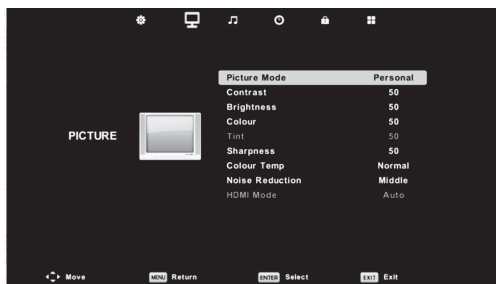 Picture Mode Personal
Contrast 50
Brightness 50
Colour 50
PICTURE
Tint 50
Sharpness 50
Colour Temp Normal
Noise Reduction Middle
HDMI Mode Auto
Move MENU Return ENTER Select EXIT Exit